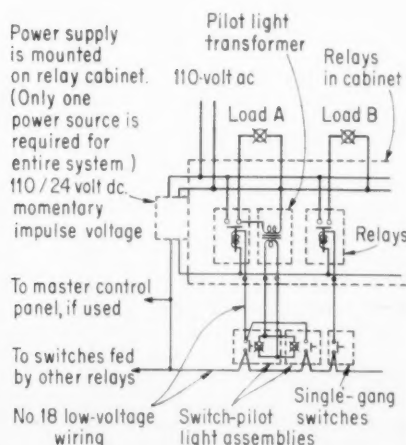 Power supply
is mounted
on relay cabinet.
(Only one
power source is
required for
entire system)
110/24 volt dc.
momentary
impulse voltage
110-volt ac
Pilot light
transformer
Relays
in cabinet
Load A
Load B
Relays
To master control
panel, if used
To switches fed
by other relays
No 18 low-voltage
wiring
Switch-pilot
light assemblies
Single-gang
switches